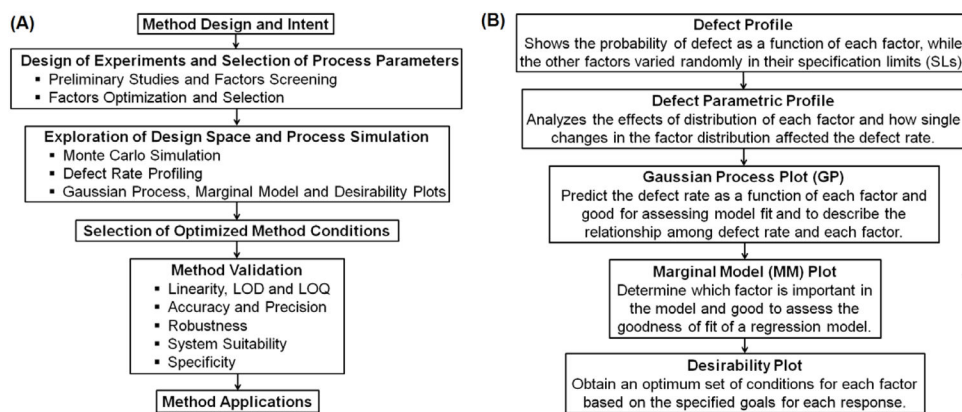 (A)
Method Design and Intent
Design of Experiments and Selection of Process Parameters
▪ Preliminary Studies and Factors Screening
▪ Factors Optimization and Selection
Exploration of Design Space and Process Simulation
▪ Monte Carlo Simulation
▪ Defect Rate Profiling
▪ Gaussian Process, Marginal Model and Desirability Plots
Selection of Optimized Method Conditions
Method Validation
▪ Linearity, LOD and LOQ
▪ Accuracy and Precision
▪ Robustness
▪ System Suitability
▪ Specificity
Method Applications
(B)
Defect Profile
Shows the probability of defect as a function of each factor, while
the other factors varied randomly in their specification limits (SLs)
Defect Parametric Profile
Analyzes the effects of distribution of each factor and how single
changes in the factor distribution affected the defect rate.
Gaussian Process Plot (GP)
Predict the defect rate as a function of each factor and
good for assessing model fit and to describe the
relationship among defect rate and each factor.
Marginal Model (MM) Plot
Determine which factor is important in
the model and good to assess the
goodness of fit of a regression model.
Desirability Plot
Obtain an optimum set of conditions for each factor
based on the specified goals for each response.